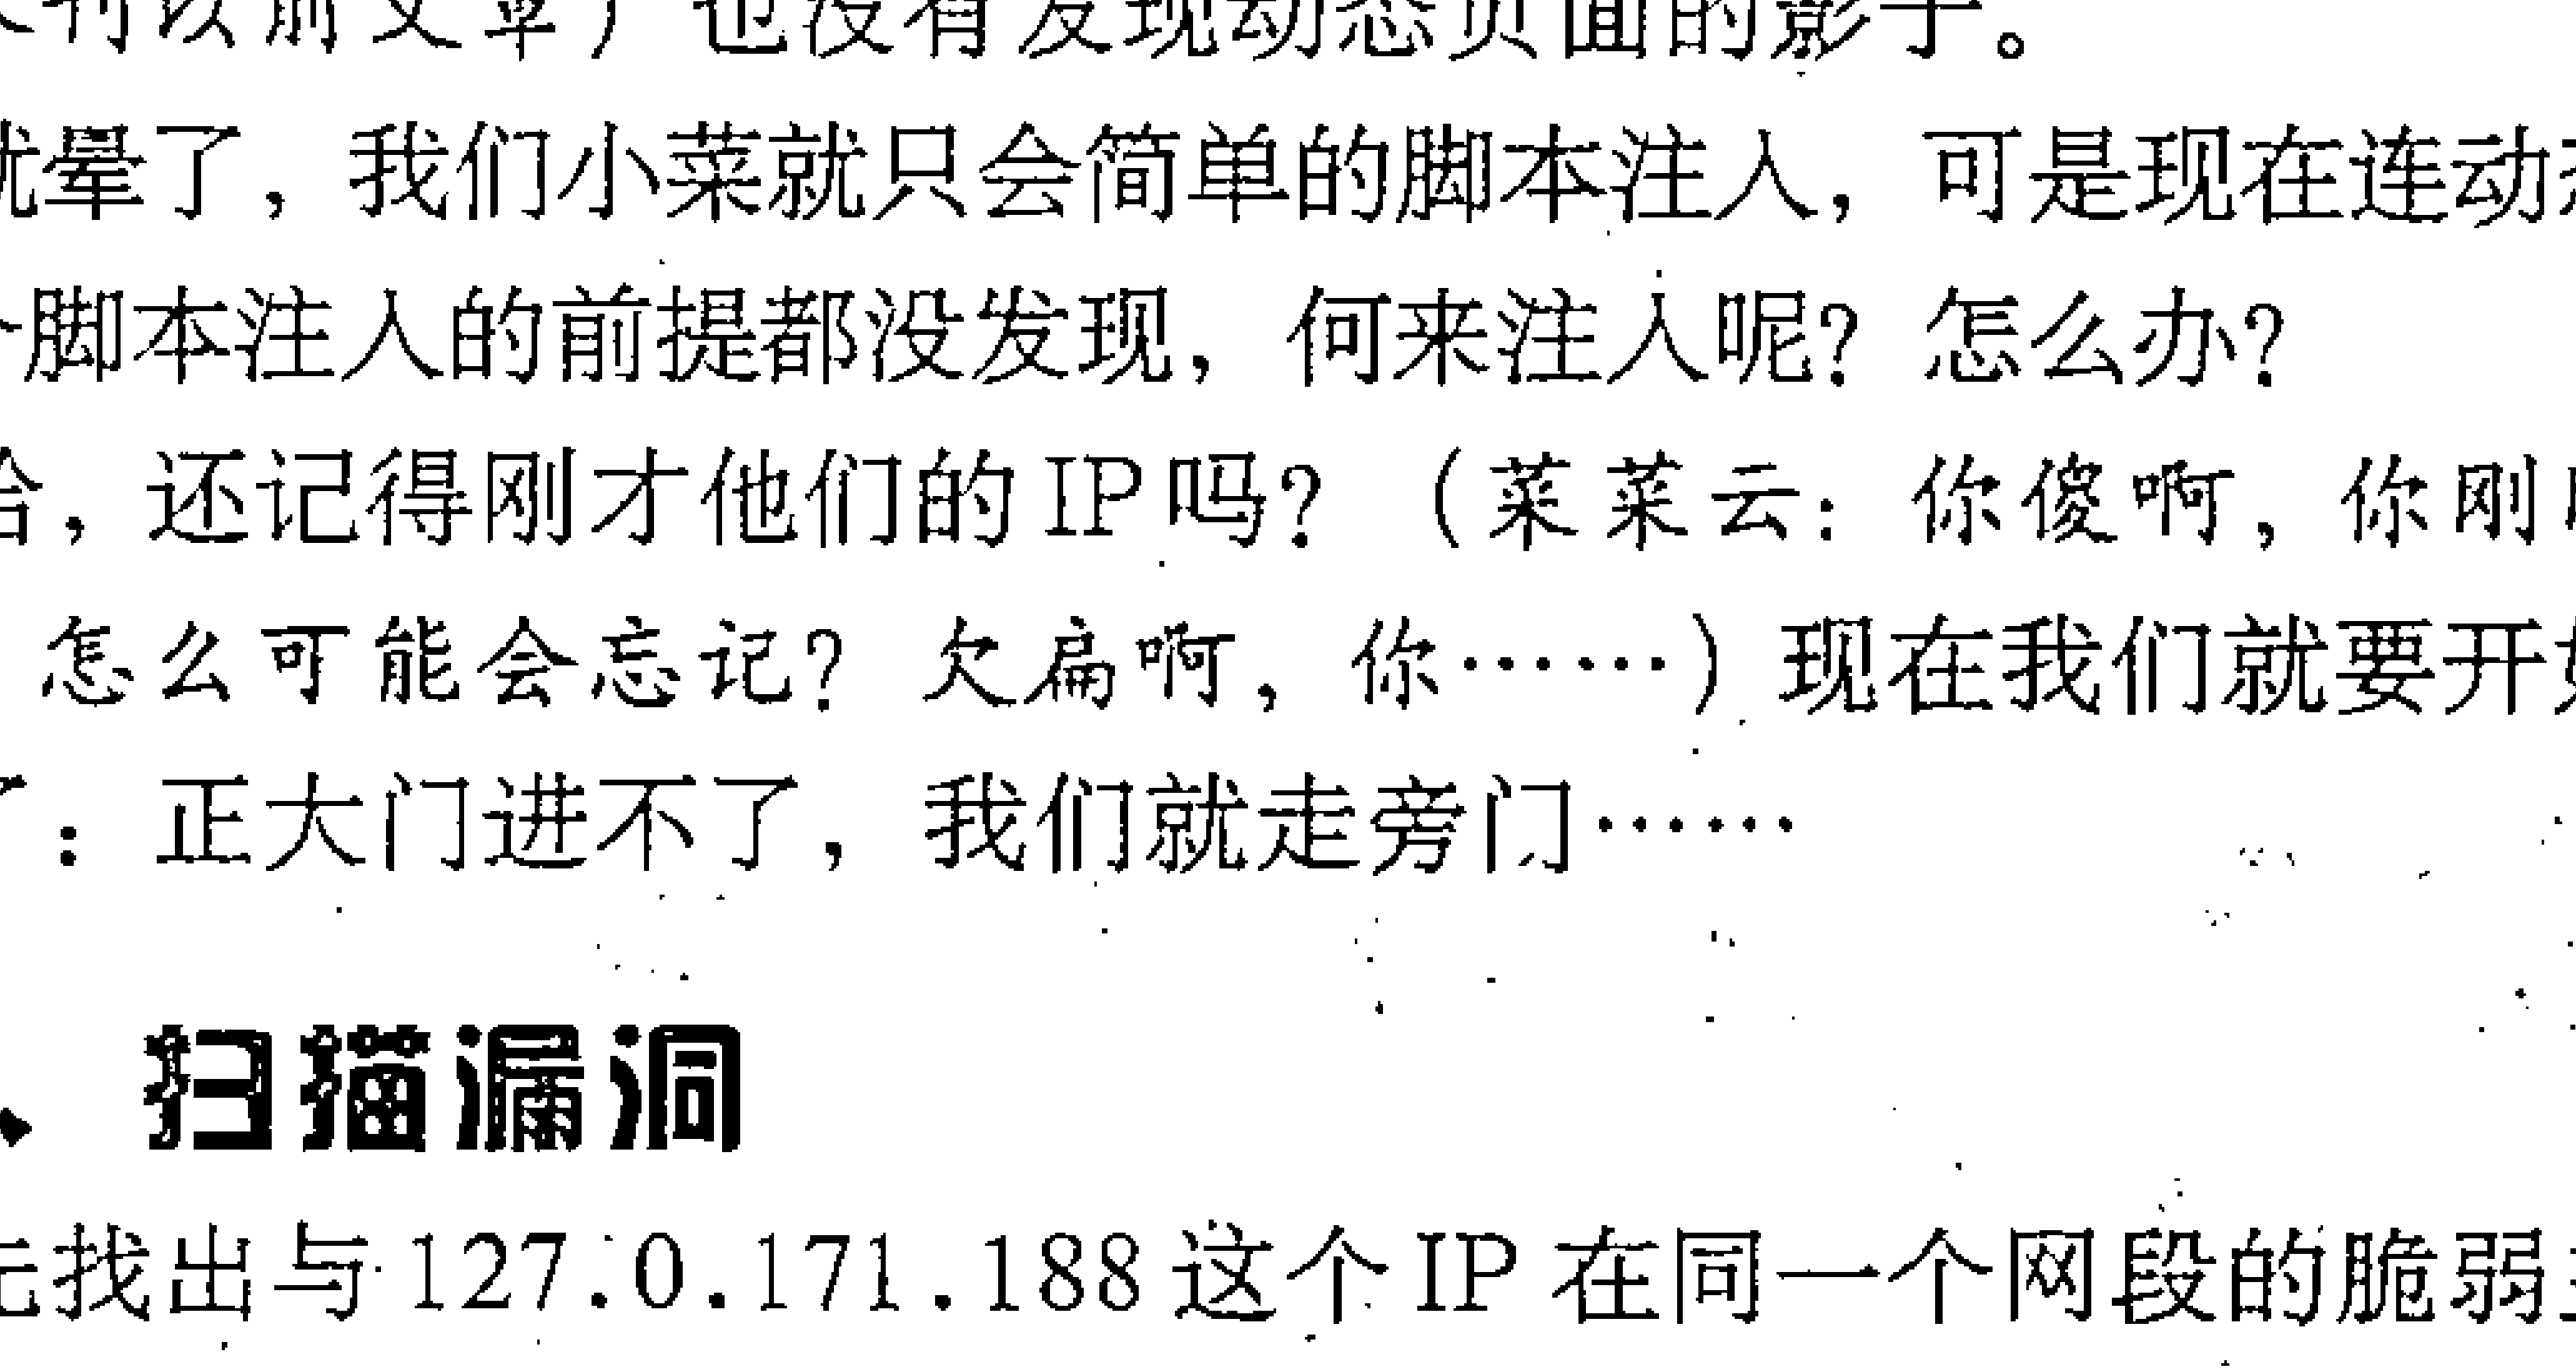 刊以前文章）也没有发现动态页面的影子。
就晕了，我们小菜就只会简单的脚本注入，可是现在连动
脚本注入的前提都没发现，何来注入呢？怎么办？
，还记得刚才他们的IP吗？（菜菜云：你傻啊，你刚
怎么可能会忘记？欠扁啊，你……）现在我们就要开
：正大门进不了，我们就走旁门……
、扫描漏洞
找出与127.0.171.188这个IP在同一个网段的脆弱